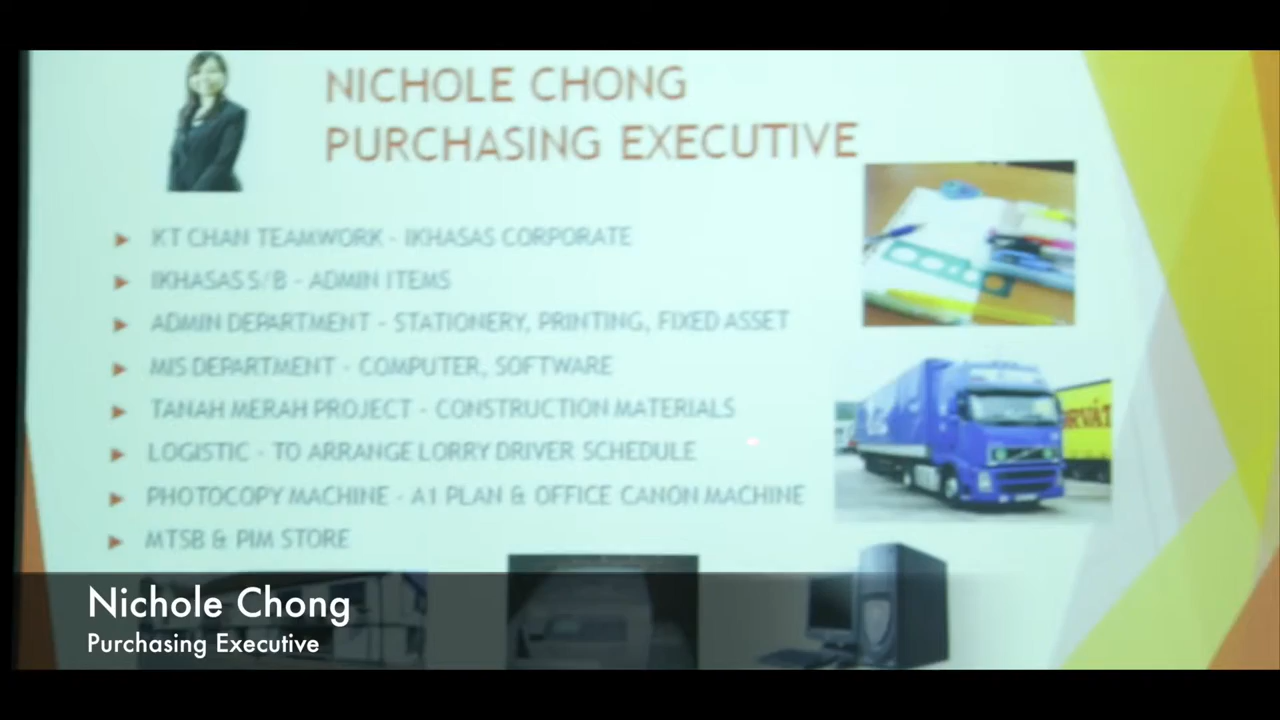 NICHOLE CHONG
PURCHASING EXECUTIVE
KT CHAN TEAMWORK - IKHASAS CORPORATE
IKHASAS S/B - ADMIN ITEMS
ADMIN DEPARTMENT - STATIONERY, PRINTING, FIXED ASSET
MIS DEPARTMENT - COMPUTER, SOFTWARE
TANAH MERAH PROJECT - CONSTRUCTION MATERIALS
LOGISTIC - TO ARRANGE LORRY DRIVER SCHEDULE
PHOTOCOPY MACHINE - A1 PLAN & OFFICE CANON MACHINE
MTSB & PIM STORE
Nichole Chong
Purchasing Executive